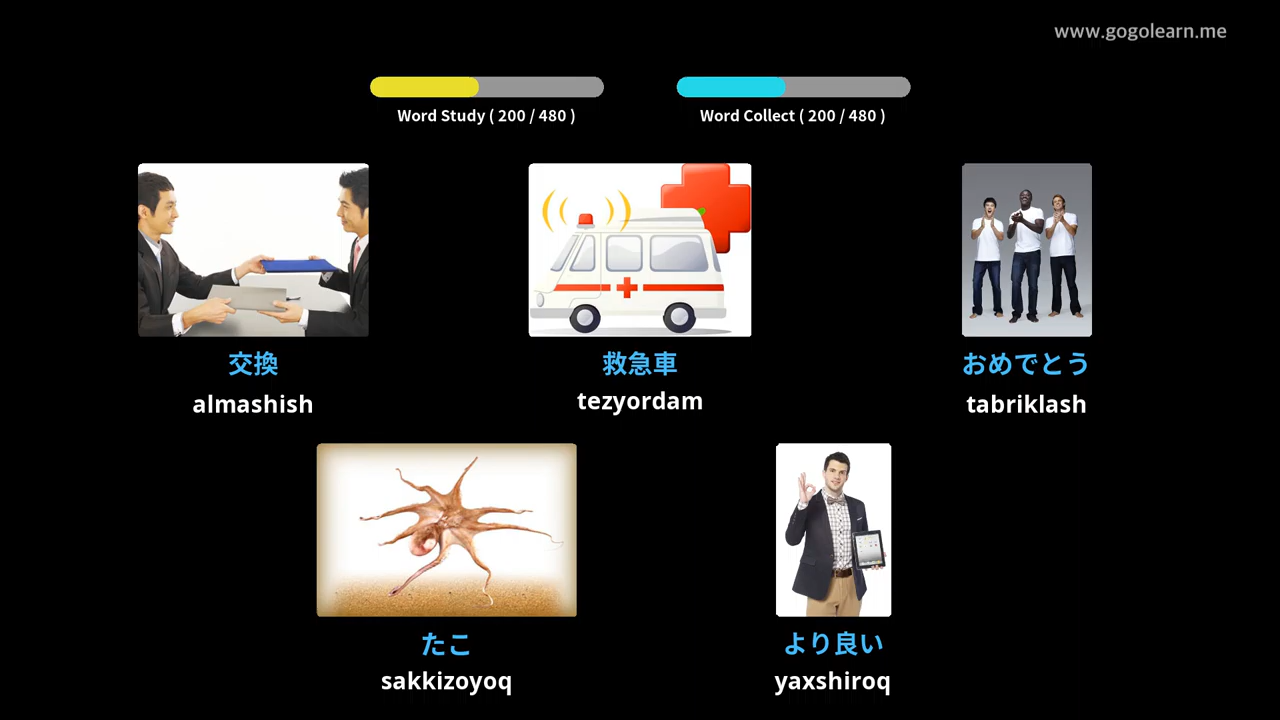 www.gogolearn.me
Word Study ( 200 / 480 )
Word Collect ( 200 / 480 )
交換
almashish
救急車
tezyordam
おめでとう
tabriklash
たこ
sakkizoyoq
より良い
yaxshiroq